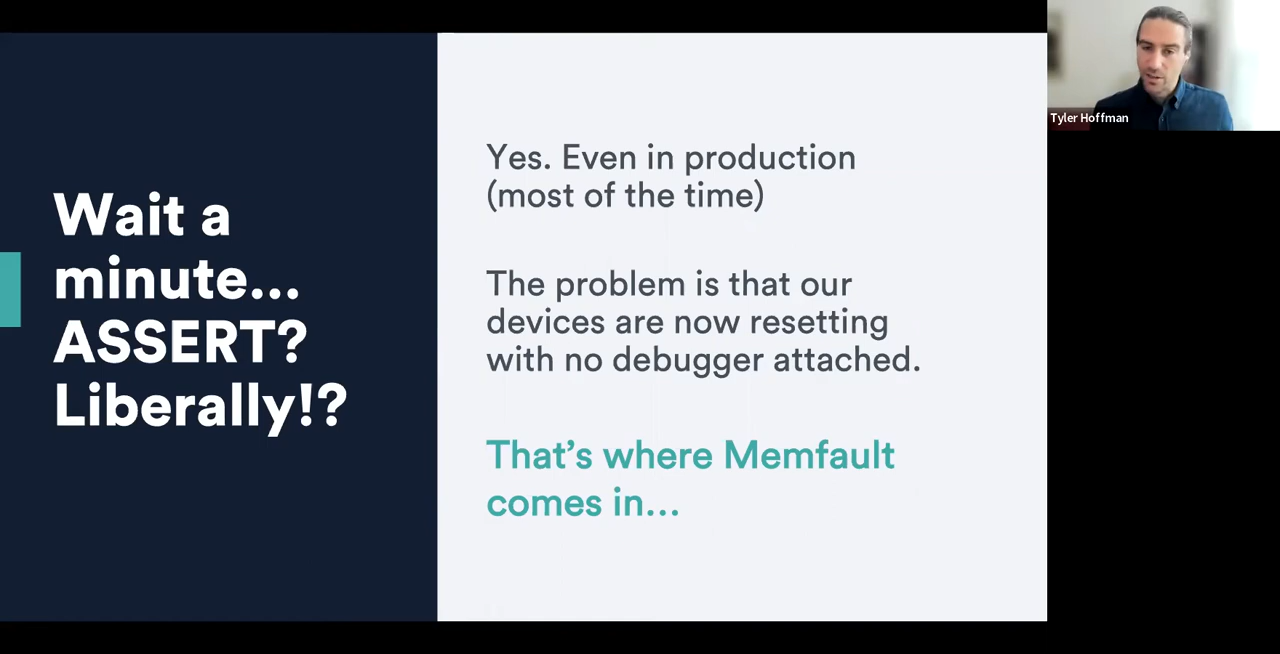 Wait a
minute...
ASSERT?
Liberally!?
Yes. Even in production
(most of the time)
The problem is that our
devices are now resetting
with no debugger attached.
That's where Memfault
comes in...
Tyler Hoffman